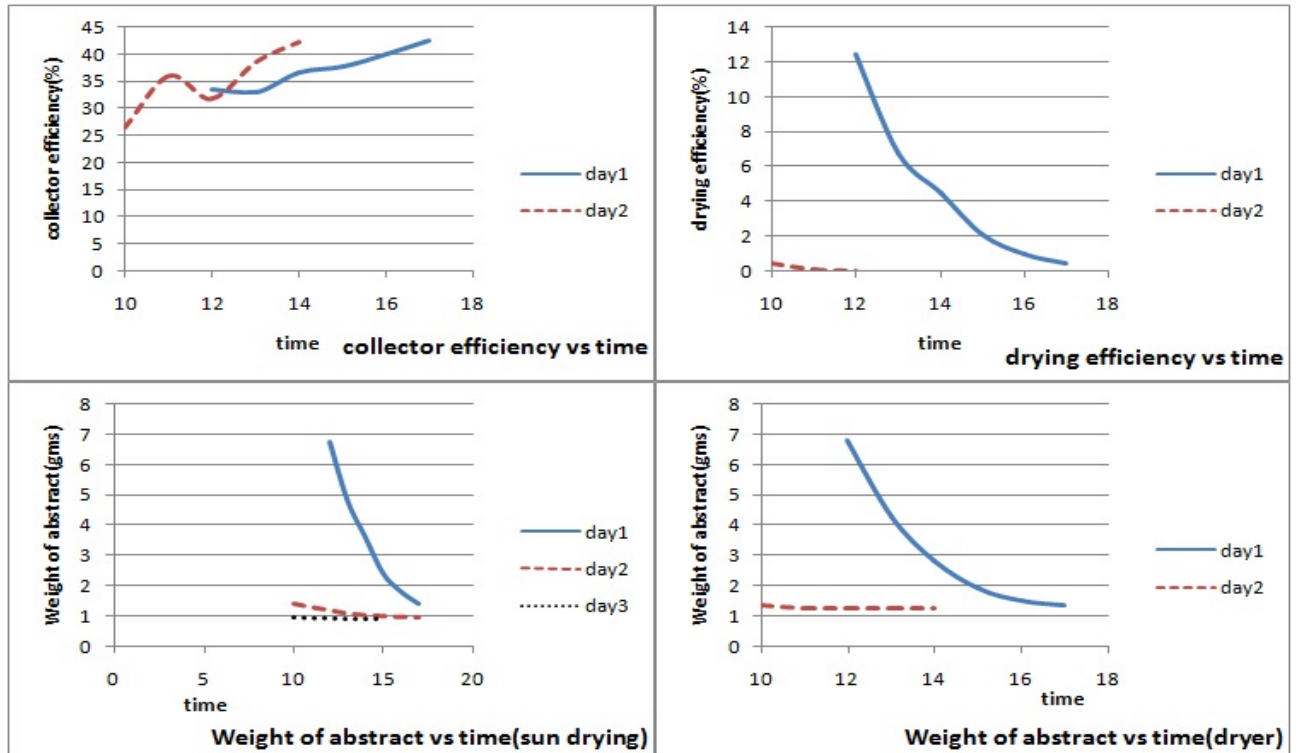 45
40
35
30
25
20
15
10
5
0
collector efficiency(%)
10 12 14 16 18
time
day1
day2
collector efficiency vs time
14
12
10
8
6
4
2
0
drying efficiency(%)
10 12 14 16 18
time
day1
day2
drying efficiency vs time
8
7
6
5
4
3
2
1
0
Weight of abstract(gms)
0 5 10 15 20
time
day1
day2
day3
Weight of abstract vs time(sun drying)
8
7
6
5
4
3
2
1
0
Weight of abstract(gms)
10 12 14 16 18
time
day1
day2
Weight of abstract vs time(dryer)